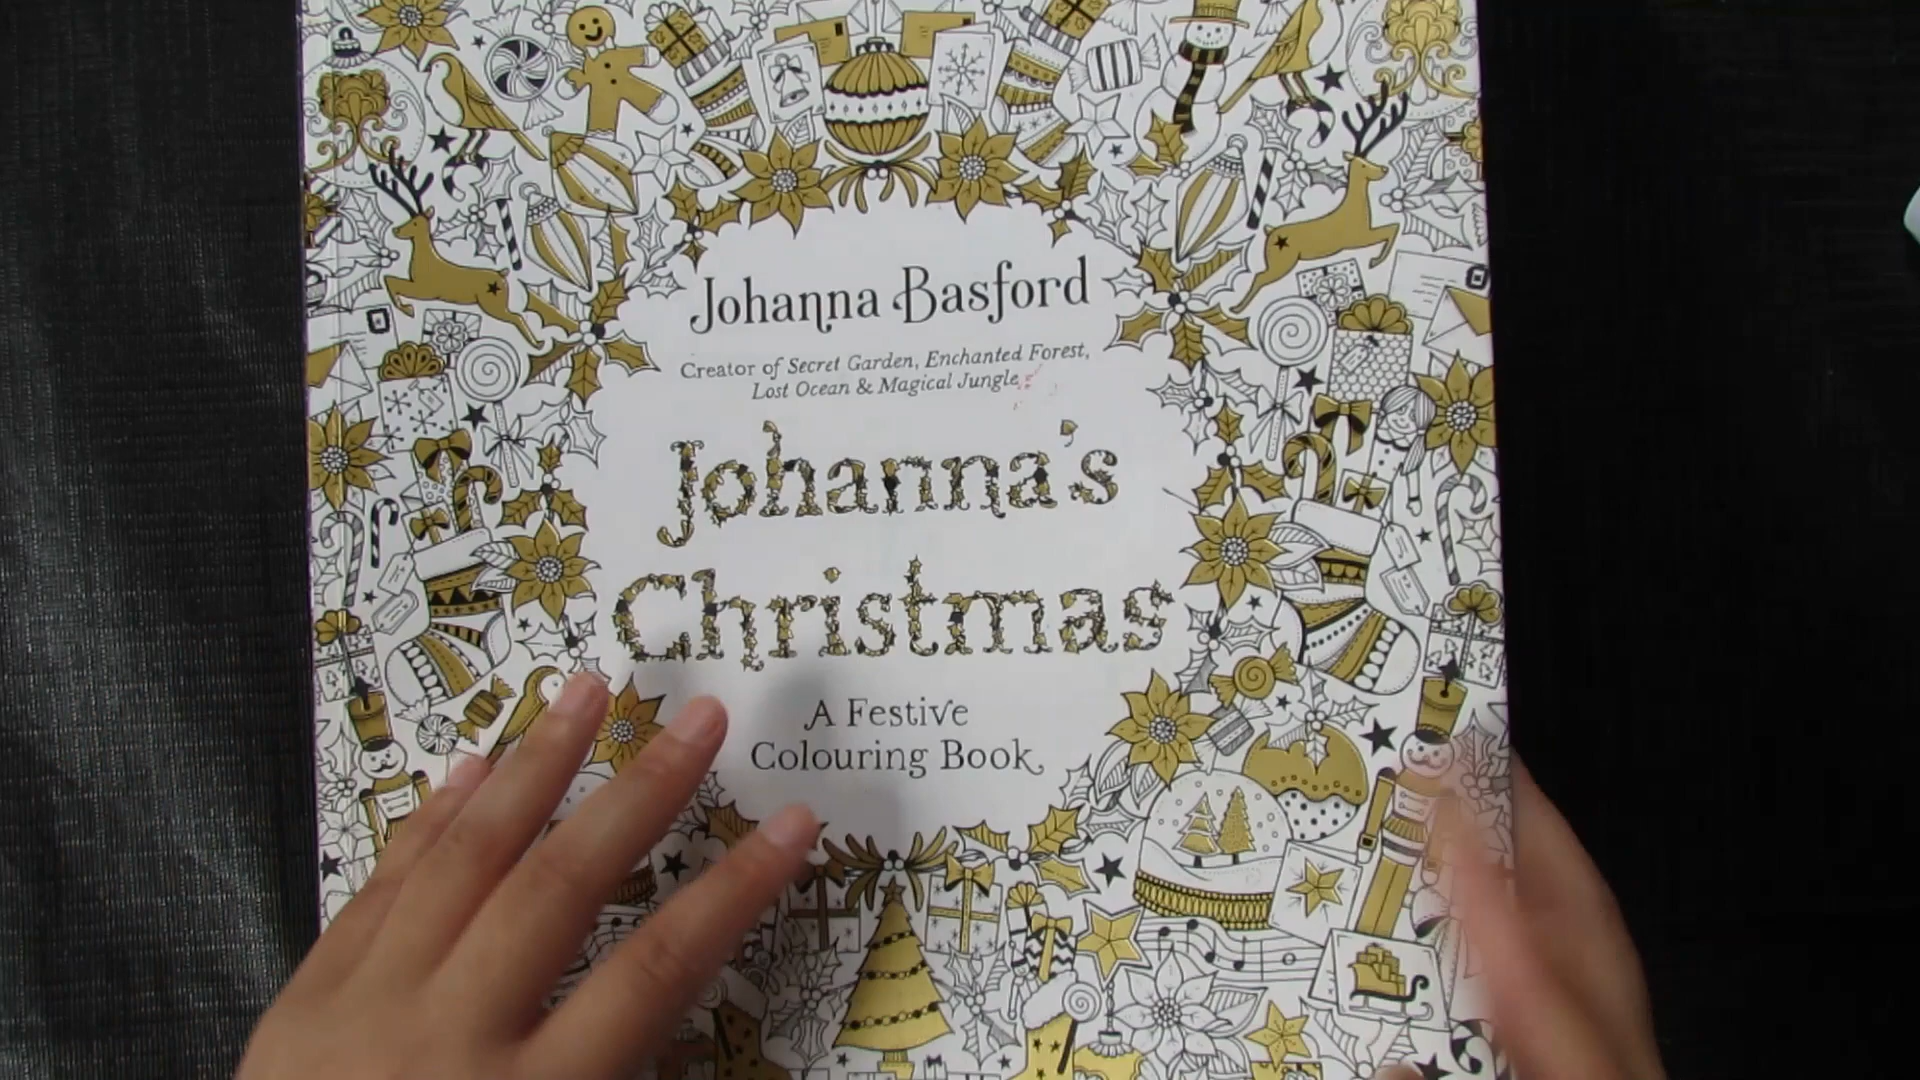 Johanna Basford
Creator of Secret Garden, Enchanted Forest,
Lost Ocean & Magical Jungle
Johanna's
Christmas
A Festive
Colouring Book